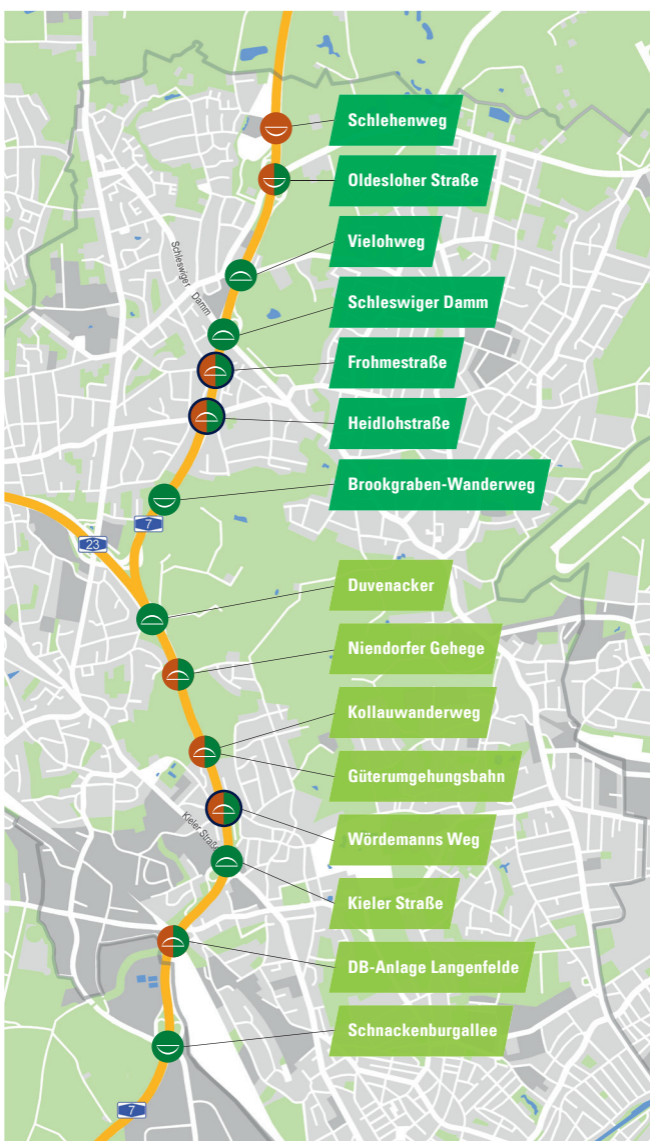 Schlehenweg
Oldesloher Straße
Vielohweg
Schleswiger Damm
Schleswiger Damm
Frohmestraße
Heidlohstraße
Brookgraben-Wanderweg
7
23
Duvenacker
Niendorfer Gehege
Kollauwanderweg
Güterumgehungsbahn
Wördemanns Weg
Kieler Straße
Kieler Straße
DB-Anlage Langenfelde
Schnackenburgallee
7